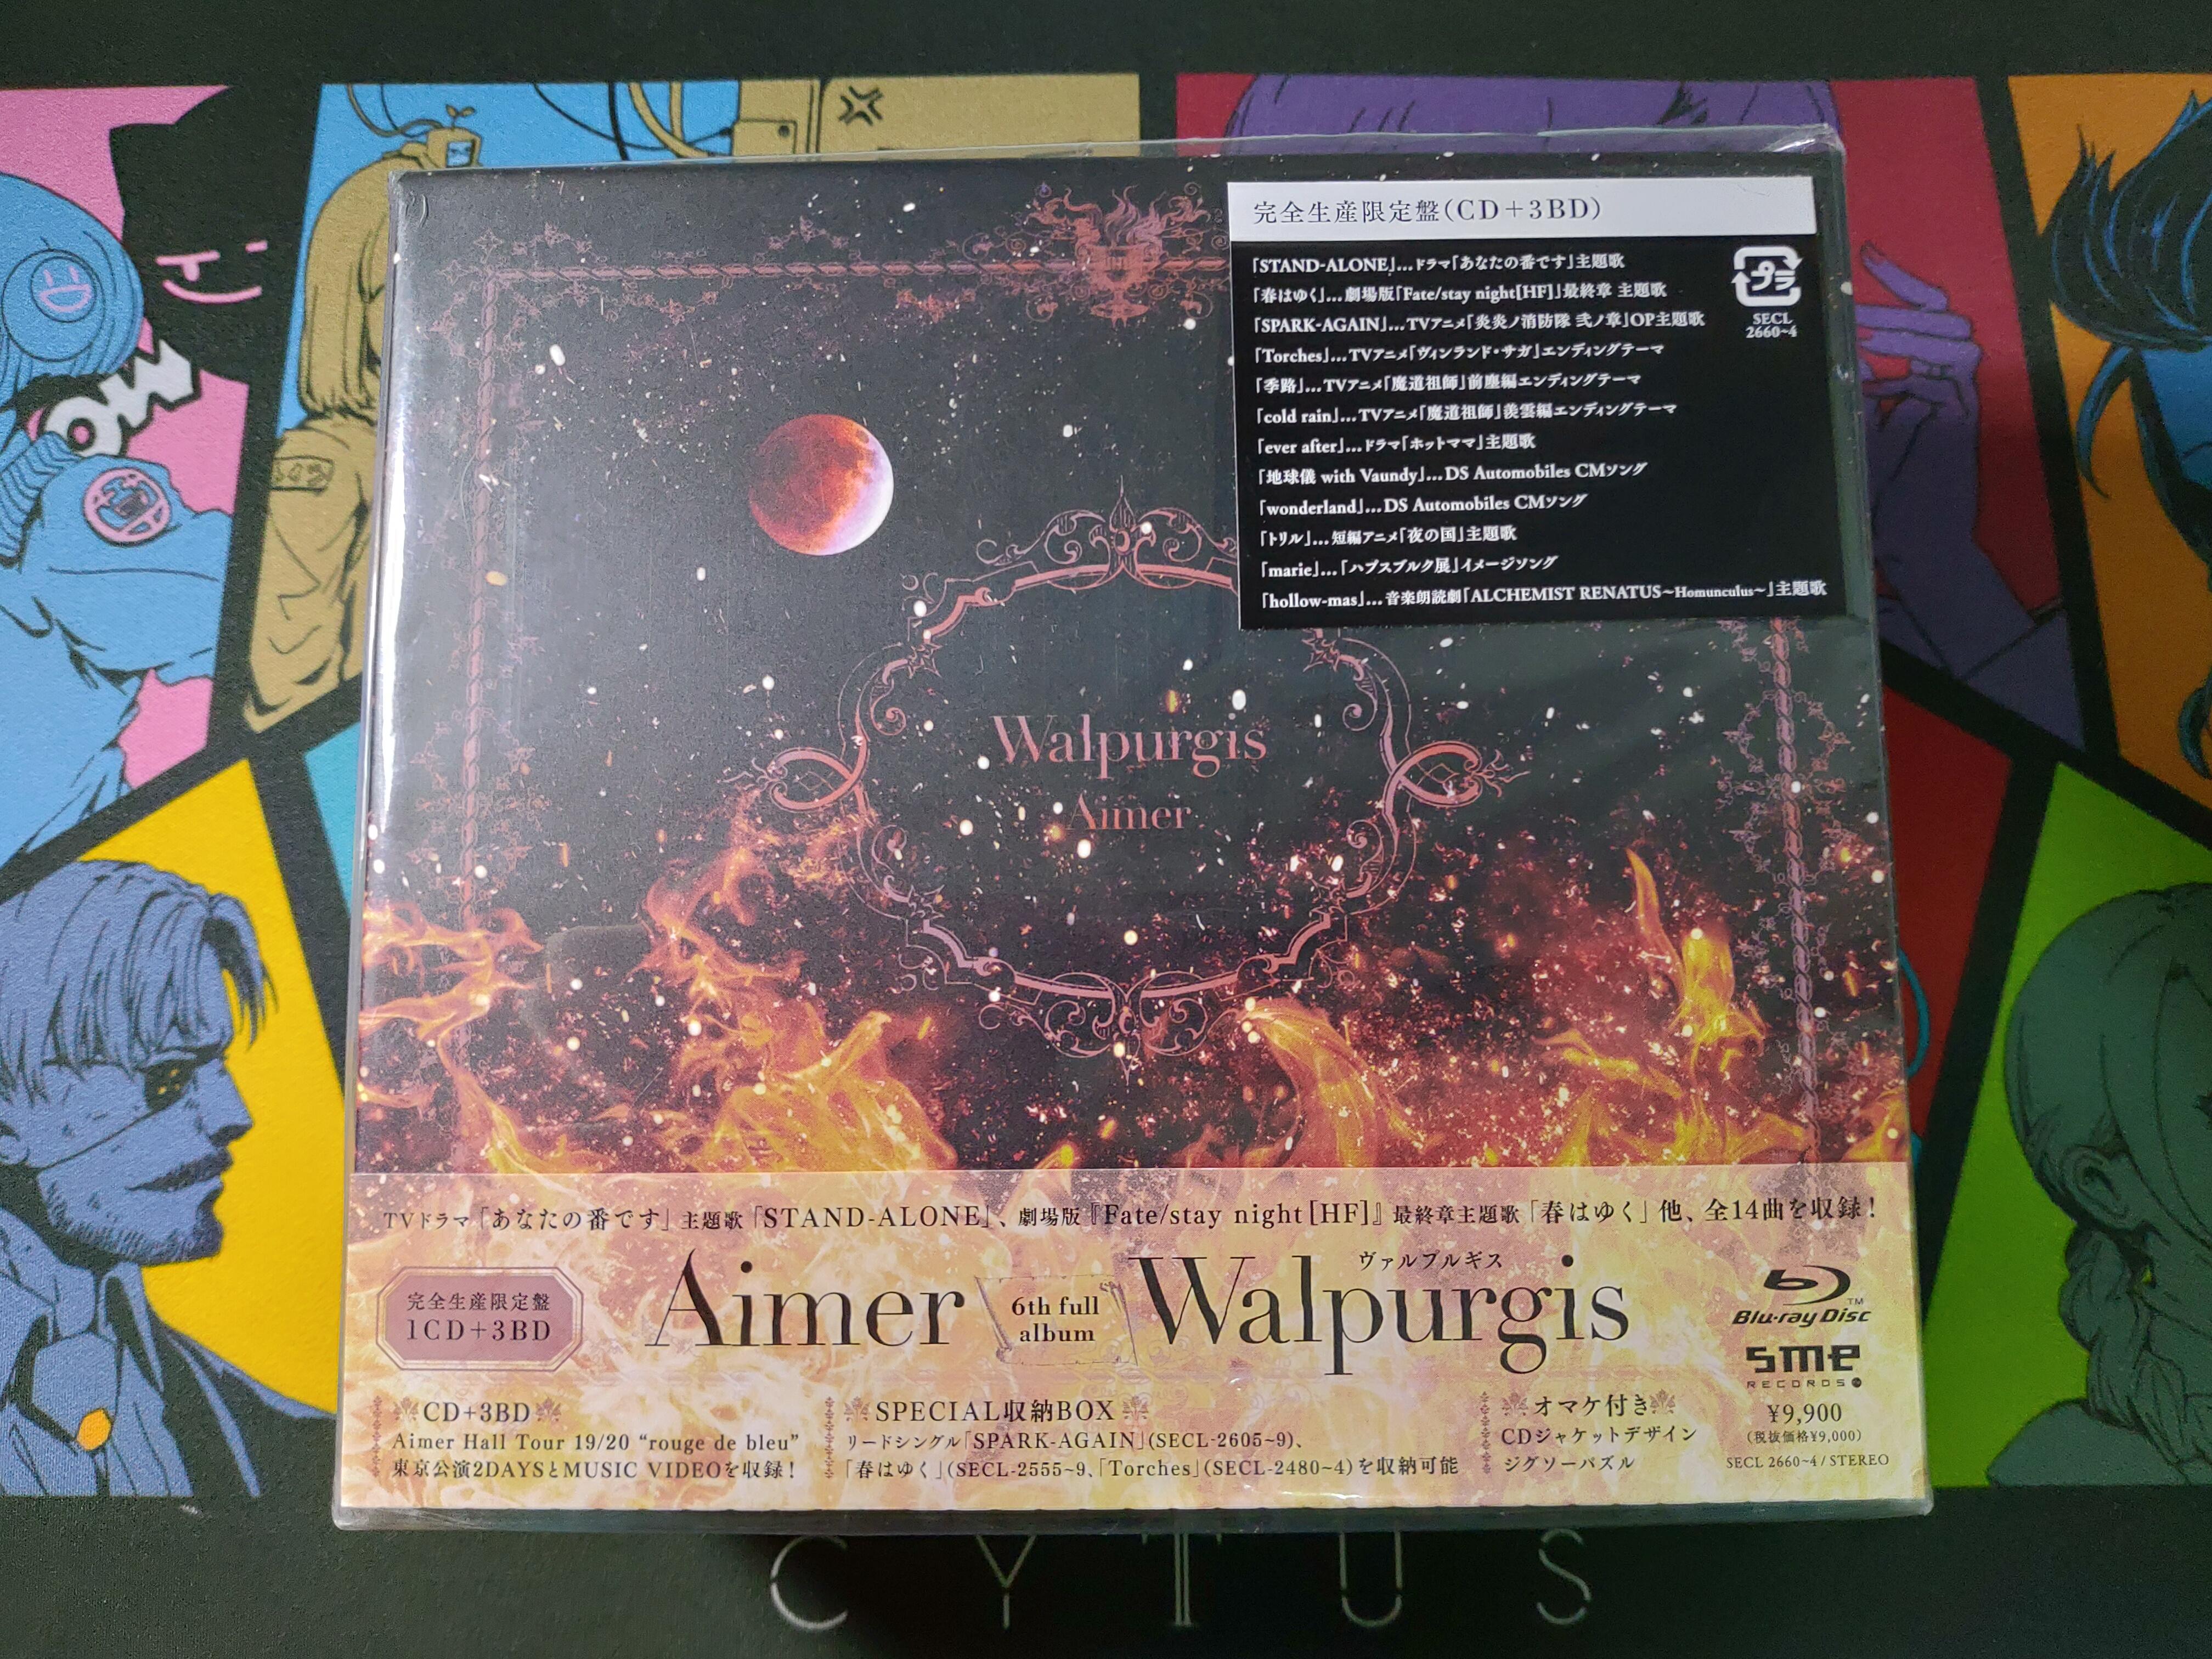 完全生産限定盤(CD+3BD)
「STAND-ALONE」…ドラマ「あなたの番です」主題歌
「春はゆく」…劇場版「Fate/stay night[HF]」最終章 主題歌
「SPARK-AGAIN」…TVアニメ「炎炎ノ消防隊 弐ノ章」OP主題歌
「Torches」…TVアニメ「ヴィンランド・サガ」エンディングテーマ
「季路」…TVアニメ「魔道祖師」前塵編エンディングテーマ
「cold rain」…TVアニメ「魔道祖師」羨雲編エンディングテーマ
「ever after」…ドラマ「ホットママ」主題歌
「地球儀 with Vaundy」…DS Automobiles CMソング
「wonderland」…DS Automobiles CMソング
「トリル」…短編アニメ「夜の国」主題歌
「marie」…「ハプスブルク展」イメージソング
「hollow-mas」…音楽朗読劇「ALCHEMIST RENATUS～Homunculus～」主題歌
プラ
SECL
2660~4
Walpurgis
Aimer
TVドラマ「あなたの番です」主題歌「STAND-ALONE」、劇場版『Fate/stay night[HF]』最終章主題歌「春はゆく」他、全14曲を収録!
完全生産限定盤
1CD+3BD
Aimer
6th full
album
ヴァルプルギス
Walpurgis
Blu-ray Disc
TM
sme
RECORDS
CD+3BD
Aimer Hall Tour 19/20 "rouge de bleu"
東京公演2DAYSとMUSIC VIDEOを収録!
SPECIAL収納BOX
リードシングル「SPARK-AGAIN」(SECL-2605~9)、
「春はゆく」(SECL-2555~9、「Torches」(SECL-2480~4)を収納可能
オマケ付き
CDジャケットデザイン
ジグソーパズル
¥9,900
(税抜価格¥9,000)
SECL 2660~4/STEREO
CYTUS